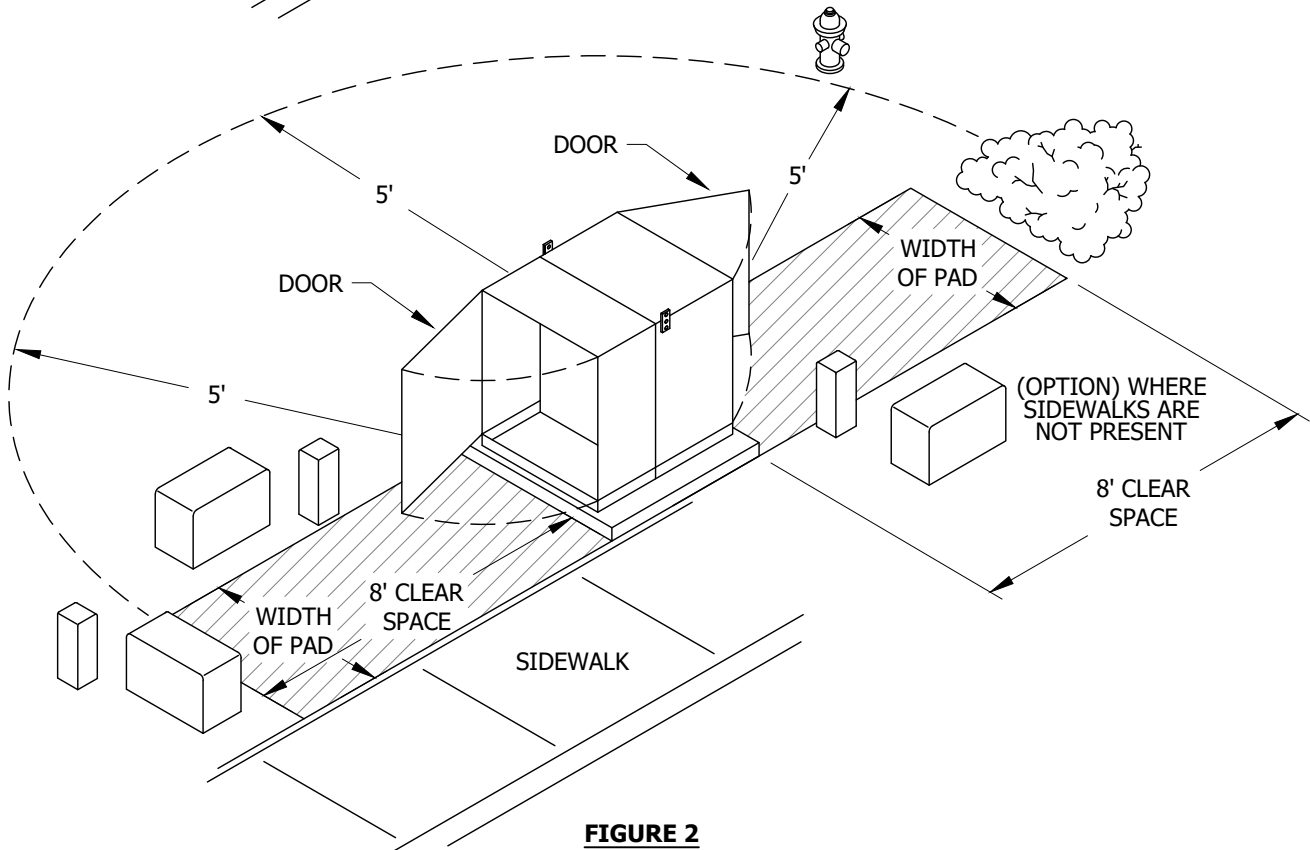 DOOR
5'
5'
DOOR
WIDTH
OF PAD
5'
(OPTION) WHERE
SIDEWALKS ARE
NOT PRESENT
8' CLEAR
SPACE
8' CLEAR
SPACE
WIDTH
OF PAD
SIDEWALK
FIGURE 2